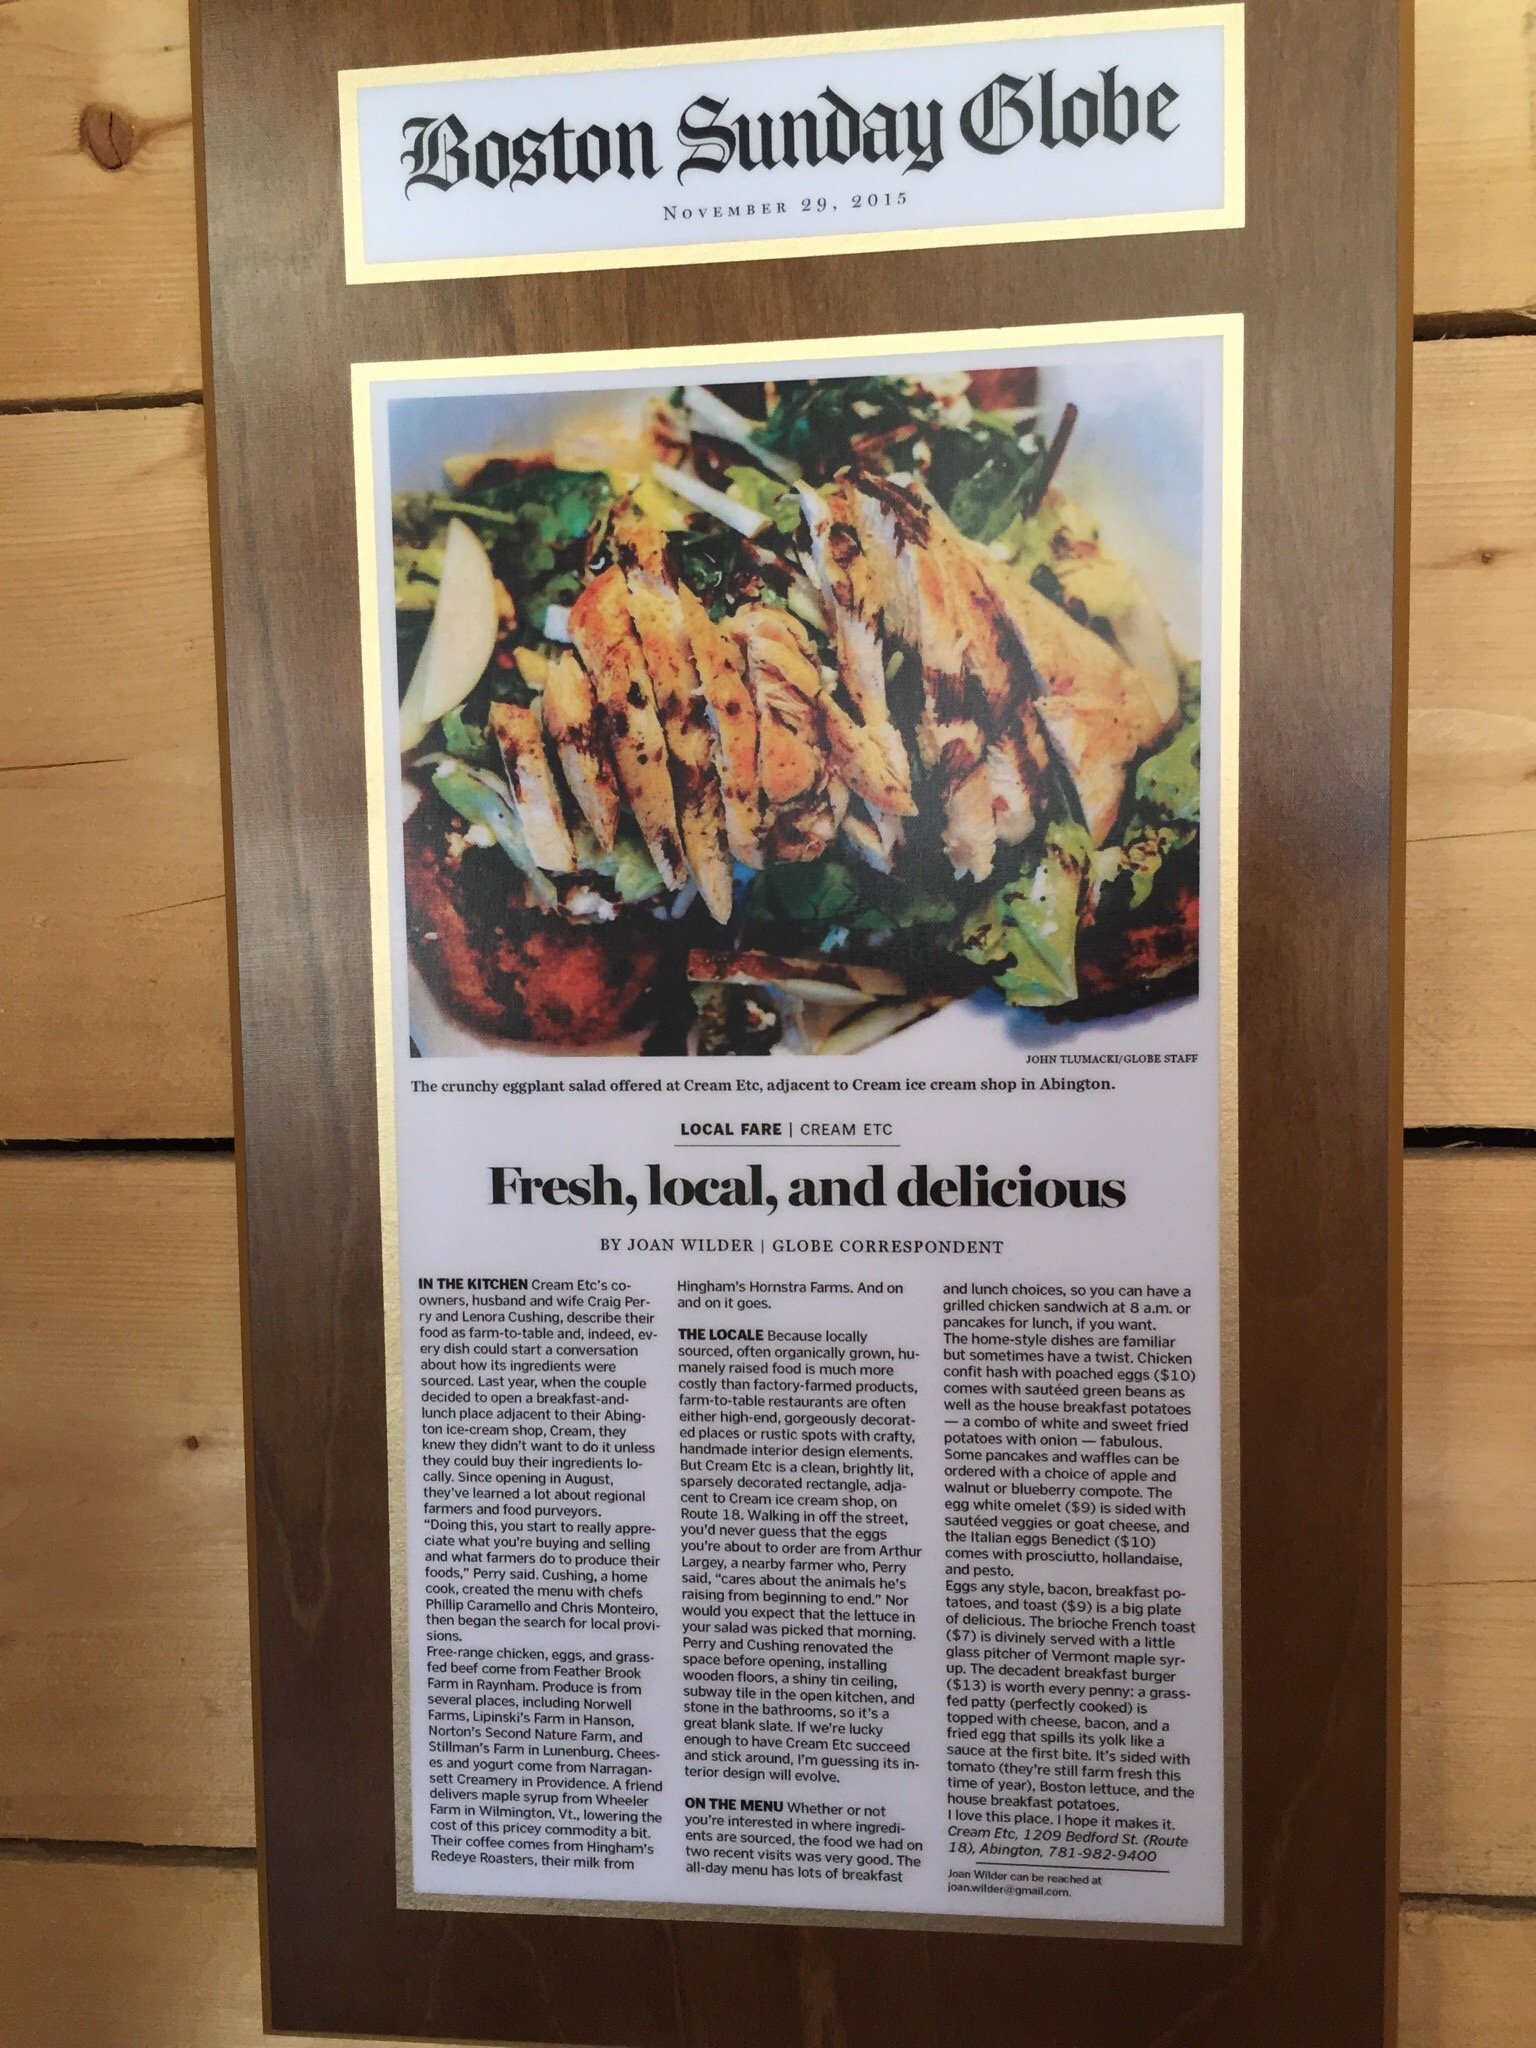 Boston Sunday Globe
NOVEMBER 29, 2015
JOHN TLUMACKI/GLOBE STAFF
The crunchy eggplant salad offered at Cream Etc, adjacent to Cream ice cream shop in Abington.
LOCAL FARE | CREAM ETC
Fresh, local, and delicious
BY JOAN WILDER | GLOBE CORRESPONDENT
IN THE KITCHEN Cream Etc's co-
owners, husband and wife Craig Per-
ry and Lenora Cushing, describe their
food as farm-to-table and, indeed, ev-
ery dish could start a conversation
about how its ingredients were
sourced. Last year, when the couple
decided to open a breakfast-and-
lunch place adjacent to their Abing-
ton ice-cream shop, Cream, they
knew they didn't want to do it unless
they could buy their ingredients lo-
cally. Since opening in August,
they've learned a lot about regional
farmers and food purveyors.
"Doing this, you start to really appre-
ciate what you're buying and selling
and what farmers do to produce their
foods," Perry said. Cushing, a home
cook, created the menu with chefs
Phillip Caramello and Chris Monteiro,
then began the search for local provi-
sions.
Free-range chicken, eggs, and grass-
fed beef come from Feather Brook
Farm in Raynham. Produce is from
several places, including Norwell
Farms, Lipinski's Farm in Hanson,
Norton's Second Nature Farm, and
Stillman's Farm in Lunenburg. Chees-
es and yogurt come from Narragan-
sett Creamery in Providence. A friend
delivers maple syrup from Wheeler
Farm in Wilmington, Vt., lowering the
cost of this pricey commodity a bit.
Their coffee comes from Hingham's
Redeye Roasters, their milk from
Hingham's Hornstra Farms. And on
and on it goes.
THE LOCALE Because locally
sourced, often organically grown, hu-
manely raised food is much more
costly than factory-farmed products,
farm-to-table restaurants are often
either high-end, gorgeously decorat-
ed places or rustic spots with crafty,
handmade interior design elements.
But Cream Etc is a clean, brightly lit,
sparsely decorated rectangle, adja-
cent to Cream ice cream shop, on
Route 18. Walking in off the street,
you'd never guess that the eggs
you're about to order are from Arthur
Largey, a nearby farmer who, Perry
said, "cares about the animals he's
raising from beginning to end." Nor
would you expect that the lettuce in
your salad was picked that morning.
Perry and Cushing renovated the
space before opening, installing
wooden floors, a shiny tin ceiling,
subway tile in the open kitchen, and
stone in the bathrooms, so it's a
great blank slate. If we're lucky
enough to have Cream Etc succeed
and stick around, I'm guessing its in-
terior design will evolve.
ON THE MENU Whether or not
you're interested in where ingredi-
ents are sourced, the food we had on
two recent visits was very good. The
all-day menu has lots of breakfast
and lunch choices, so you can have a
grilled chicken sandwich at 8 a.m. or
pancakes for lunch, if you want.
The home-style dishes are familiar
but sometimes have a twist. Chicken
confit hash with poached eggs ($10)
comes with sautéed green beans as
well as the house breakfast potatoes
— a combo of white and sweet fried
potatoes with onion — fabulous.
Some pancakes and waffles can be
ordered with a choice of apple and
walnut or blueberry compote. The
egg white omelet ($9) is sided with
sautéed veggies or goat cheese, and
the Italian eggs Benedict ($10)
comes with prosciutto, hollandaise,
and pesto.
Eggs any style, bacon, breakfast po-
tatoes, and toast ($9) is a big plate
of delicious. The brioche French toast
($7) is divinely served with a little
glass pitcher of Vermont maple syr-
up. The decadent breakfast burger
($13) is worth every penny: a grass-
fed patty (perfectly cooked) is
topped with cheese, bacon, and a
fried egg that spills its yolk like a
sauce at the first bite. It's sided with
tomato (they're still farm fresh this
time of year), Boston lettuce, and the
house breakfast potatoes.
I love this place. I hope it makes it.
Cream Etc, 1209 Bedford St. (Route
18), Abington, 781-982-9400
Joan Wilder can be reached at
joan.wilder@gmail.com.